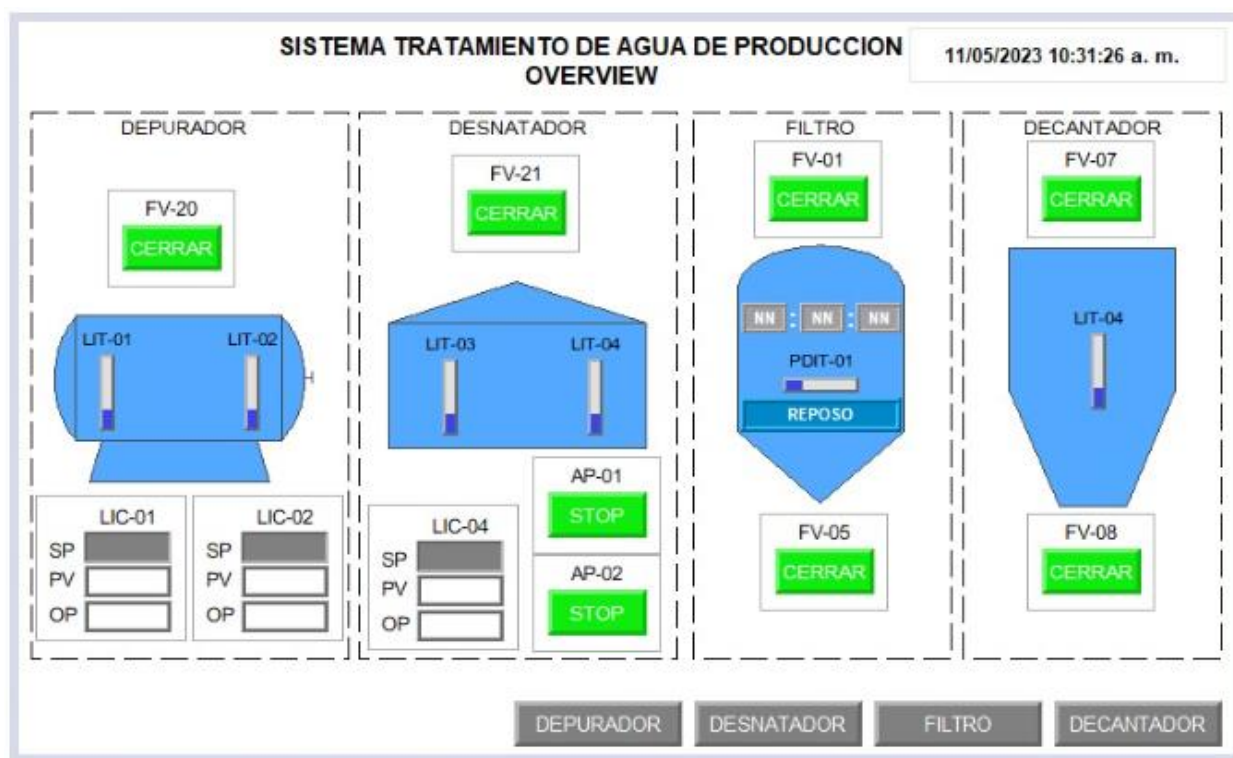 SISTEMA TRATAMIENTO DE AGUA DE PRODUCCION
OVERVIEW
11/05/2023 10:31:26 a. m.
DEPURADOR
FV-20
CERRAR
LIT-01
LIT-02
LIC-01
SP
PV
OP
LIC-02
SP
PV
OP
DESNATADOR
FV-21
CERRAR
LIT-03
LIT-04
LIC-04
SP
PV
OP
AP-01
STOP
AP-02
STOP
FILTRO
FV-01
CERRAR
NN : NN : NN
PDIT-01
REPOSO
FV-05
CERRAR
DECANTADOR
FV-07
CERRAR
LIT-04
FV-08
CERRAR
DEPURADOR
DESNATADOR
FILTRO
DECANTADOR